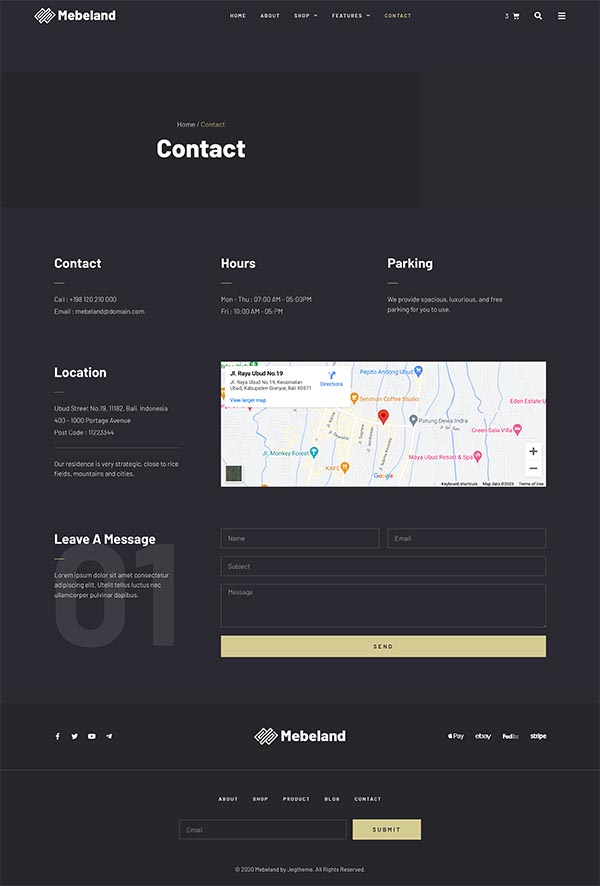 Mebeland
HOME ABOUT SHOP FEATURES CONTACT
3
Home / Contact
Contact
Contact
Call : +198 120 210 000
Email : mebeland@domain.com
Hours
Mon - Thu : 07:00 AM - 05:00PM
Fri : 10:00 AM - 05:PM
Parking
We provide spacious, luxurious, and free
parking for you to use.
Location
Ubud Street No.19, 11182, Bali. Indonesia
400 - 1000 Portage Avenue
Post Code : 11223344
Our residence is very strategic, close to rice
fields, mountains and cities.
Jl. Raya Ubud No.19
Jl. Raya Ubud No.19, Kecamatan
Ubud, Kabupaten Gianyar, Bali 80571
Directions
View larger map
Pepito Andong Ubud
Seniman Coffee Studio
Eden Estate U
Patung Dewa Indra
Green Sala Villa
Jl. Monkey Forest
Maya Ubud Resort & Spa
KAFE
Google
Keyboard shortcuts Map data ©2023 Terms of Use
Leave A Message
01
Lorem ipsum dolor sit amet consectetur
adipiscing elit. Utelit tellus luctus nec
ullamcorper pulvinar dapibus.
Name
Email
Subject
Message
SEND
Mebeland
Pay ebay FedEx stripe
ABOUT SHOP PRODUCT BLOG CONTACT
Email
SUBMIT
© 2020 Mebeland by Jegtheme. All Rights Reserved.